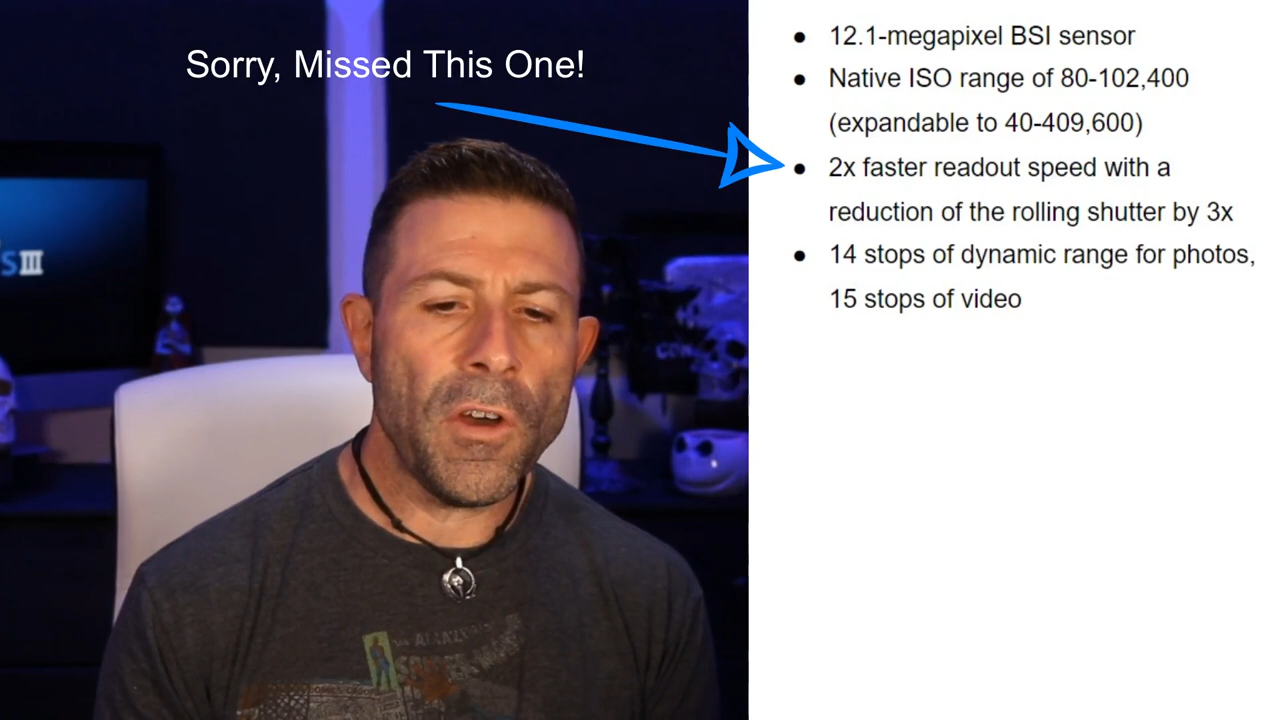 Sorry, Missed This One!
● 12.1-megapixel BSI sensor
● Native ISO range of 80-102,400
(expandable to 40-409,600)
● 2x faster readout speed with a
reduction of the rolling shutter by 3x
● 14 stops of dynamic range for photos,
15 stops of video
SIII